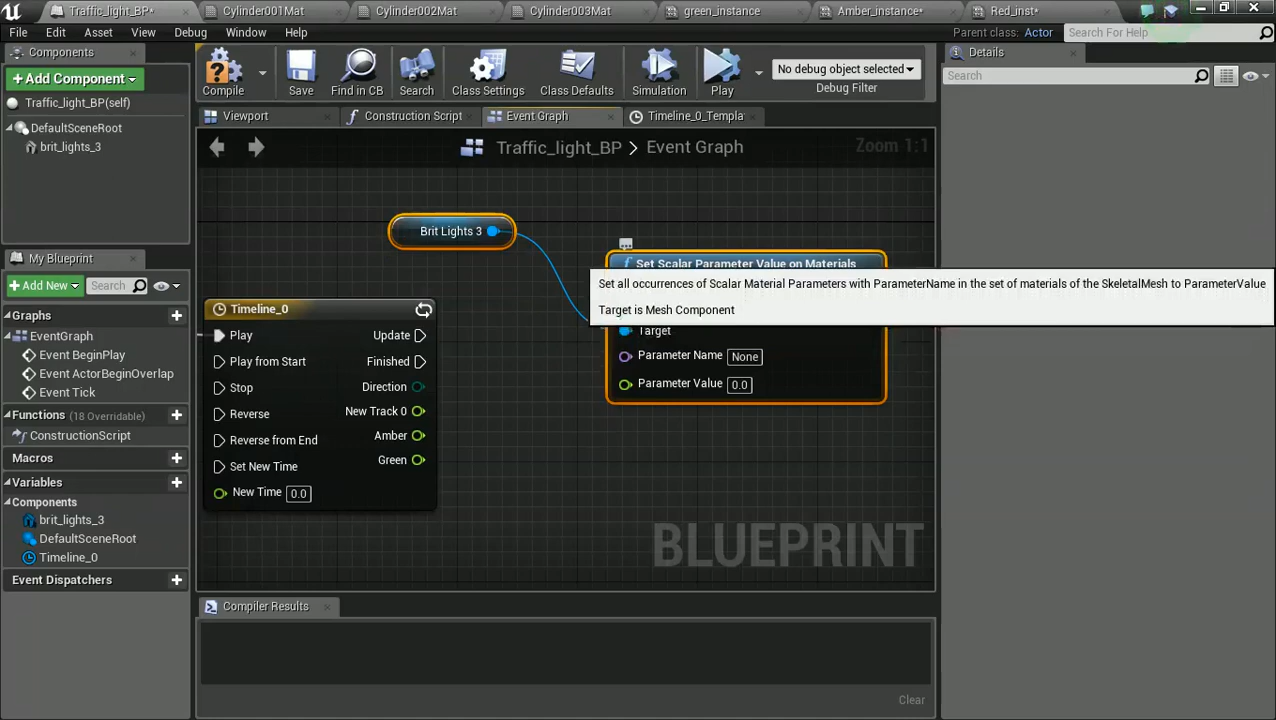 Traffic_light_BP*
Cylinder001Mat
Cylinder002Mat
Cylinder003Mat
green_instance
Amber_instance*
Red_inst*
File
Edit
Asset
View
Debug
Window
Help
Parent class: Actor
Search For Help
Components
+Add Component
Traffic_light_BP(self)
DefaultSceneRoot
brit_lights_3
Compile
Save
Find in CB
Search
Class Settings
Class Defaults
Simulation
Play
No debug object selected
Debug Filter
Details
Search
Viewport
Construction Script
Event Graph
Timeline_0_Templa
Traffic_light_BP > Event Graph
Zoom 1:1
Brit Lights 3
Set Scalar Parameter Value on Materials
Set all occurrences of Scalar Material Parameters with ParameterName in the set of materials of the SkeletalMesh to ParameterValue
Target is Mesh Component
Target
Parameter Name None
Parameter Value 0.0
Timeline_0
Play
Update
Play from Start
Finished
Stop
Direction
Reverse
New Track 0
Reverse from End
Amber
Set New Time
Green
New Time 0.0
BLUEPRINT
My Blueprint
+Add New
Search
Graphs
EventGraph
Event BeginPlay
Event ActorBeginOverlap
Event Tick
Functions (18 Overridable)
ConstructionScript
Macros
Variables
Components
brit_lights_3
DefaultSceneRoot
Timeline_0
Event Dispatchers
Compiler Results
Clear